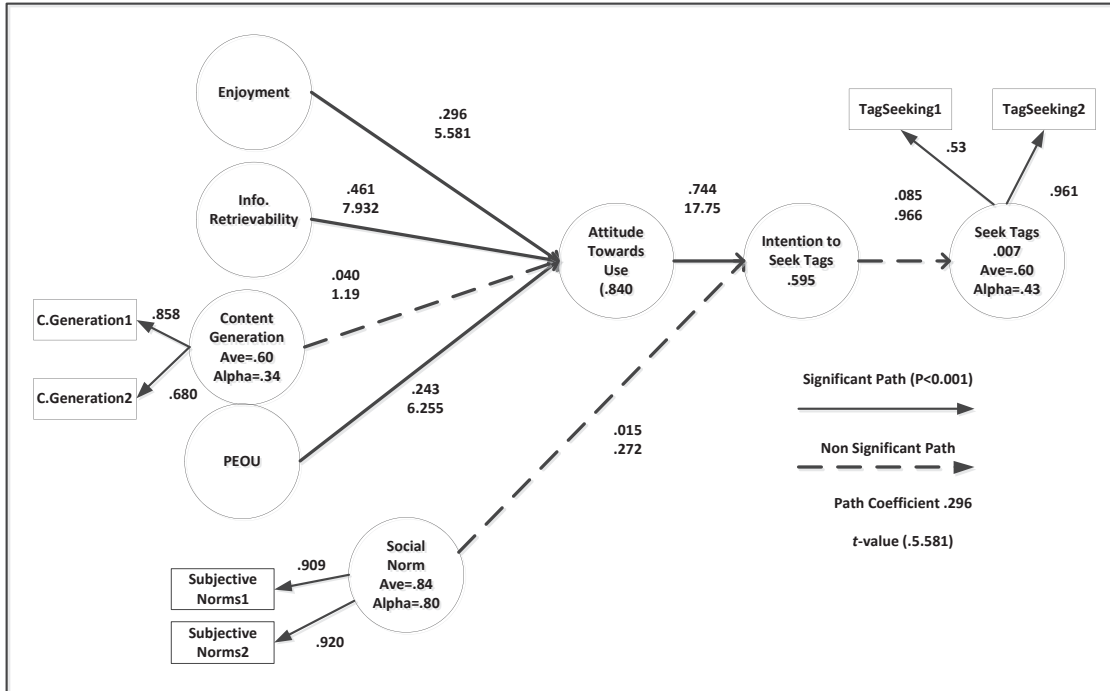 Enjoyment
.296
5.581
TagSeeking1
TagSeeking2
.53
.961
Info.
Retrievability
.461
7.932
.744
17.75
.085
.966
Attitude
Towards
Use
(.840
Intention to
Seek Tags
.595
Seek Tags
.007
Ave=.60
Alpha=.43
.040
1.19
C.Generation1
.858
Content
Generation
Ave=.60
Alpha=.34
C.Generation2
.680
.243
6.255
PEOU
.015
.272
Significant Path (P<0.001)
Non Significant Path
Path Coefficient .296
t-value (.5.581)
Social
Norm
Ave=.84
Alpha=.80
.909
Subjective
Norms1
Subjective
Norms2
.920